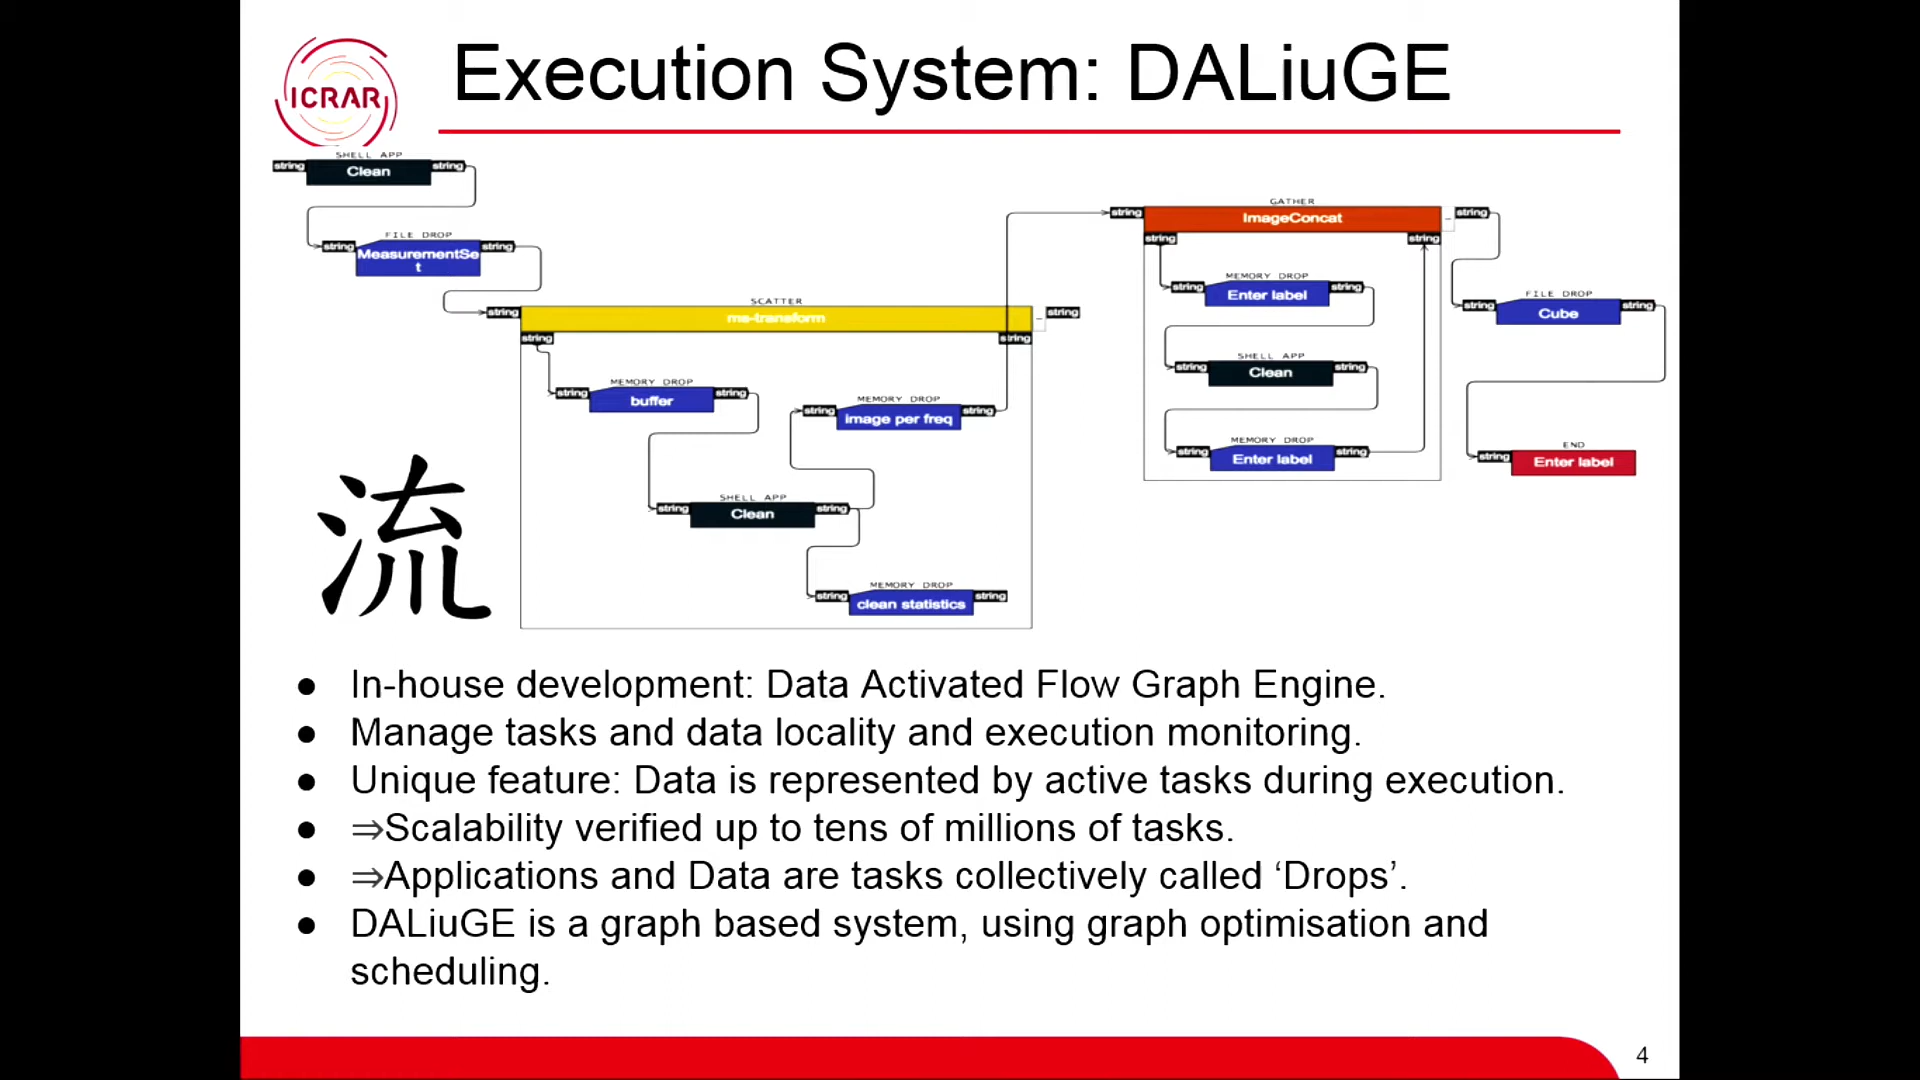 Execution System: DALiuGE
ICRAR
SHELL APP
string Clean string
FILE DROP
string MeasurementSe string
t
SCATTER
string ms-transform string
string string
MEMORY DROP
string buffer string
MEMORY DROP
string image per freq string
SHELL APP
string Clean string
MEMORY DROP
string clean statistics string
GATHER
string ImageConcat string
string string
MEMORY DROP
string Enter label string
SHELL APP
string Clean string
MEMORY DROP
string Enter label string
FILE DROP
string Cube string
END
string Enter label
流
● In-house development: Data Activated Flow Graph Engine.
● Manage tasks and data locality and execution monitoring.
● Unique feature: Data is represented by active tasks during execution.
● ⇒Scalability verified up to tens of millions of tasks.
● ⇒Applications and Data are tasks collectively called ‘Drops’.
● DALiuGE is a graph based system, using graph optimisation and
scheduling.
4